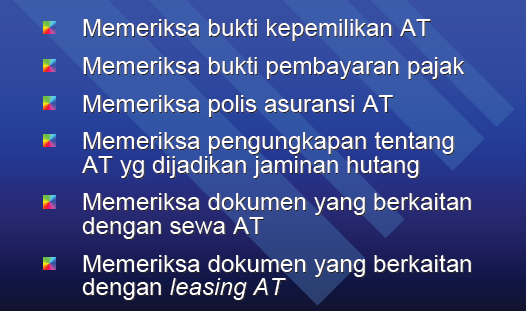 Memeriksa bukti kepemilikan AT
Memeriksa bukti pembayaran pajak
Memeriksa polis asuransi AT
Memeriksa pengungkapan tentang
AT yg dijadikan jaminan hutang
Memeriksa dokumen yang berkaitan
dengan sewa AT
Memeriksa dokumen yang berkaitan
dengan leasing AT